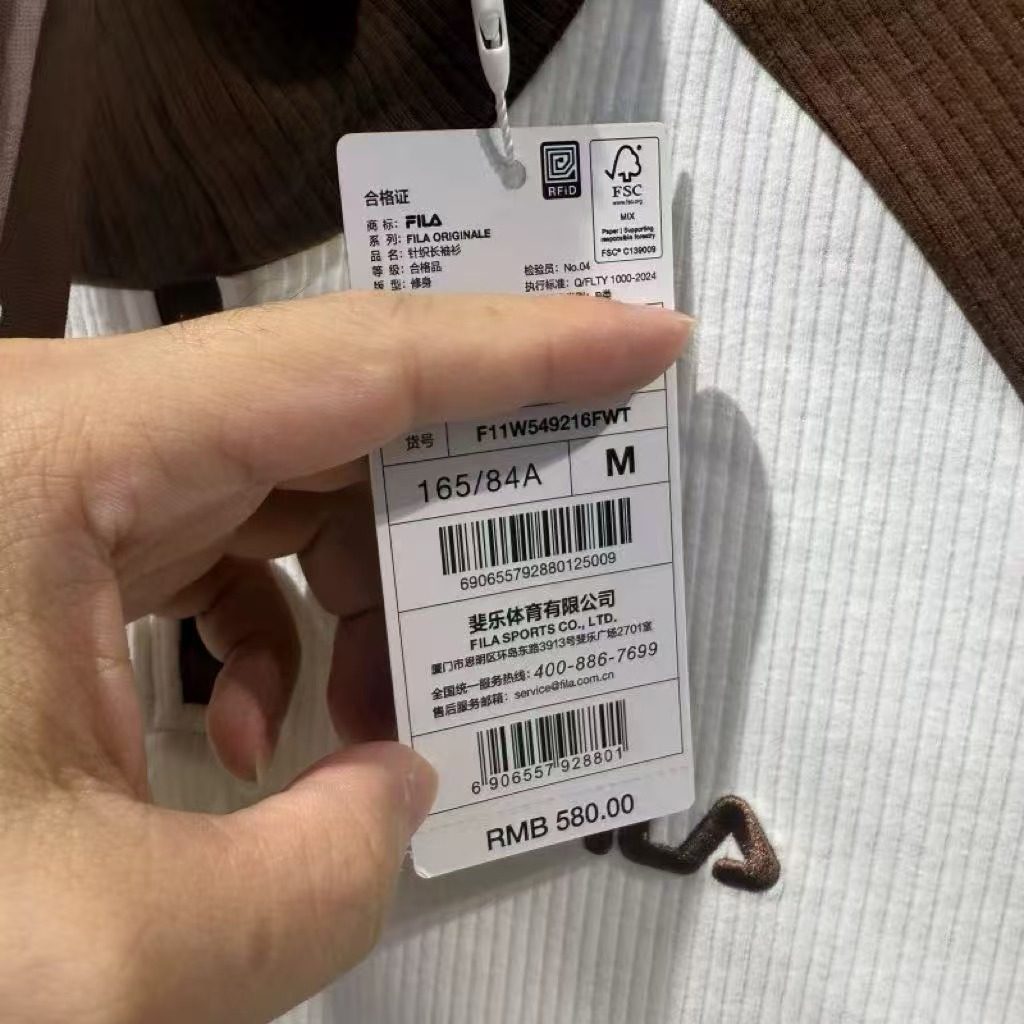 RFID
FSC
www.fsc.org
MIX
Paper | Supporting
responsible forestry
FSC® C139009
合格证
商 标: FILA
系 列: FILA ORIGINALE
品 名: 针织长袖衫
等 级: 合格品
版 型: 修身
检验员: No.04
执行标准: Q/FLTY 1000-2024
货号 F11W549216FWT
165/84A M
690655792880125009
斐乐体育有限公司
FILA SPORTS CO., LTD.
厦门市思明区环岛东路3913号斐乐广场2701室
全国统一服务热线: 400-886-7699
售后服务邮箱: service@fila.com.cn
6 906557 928801
RMB 580.00